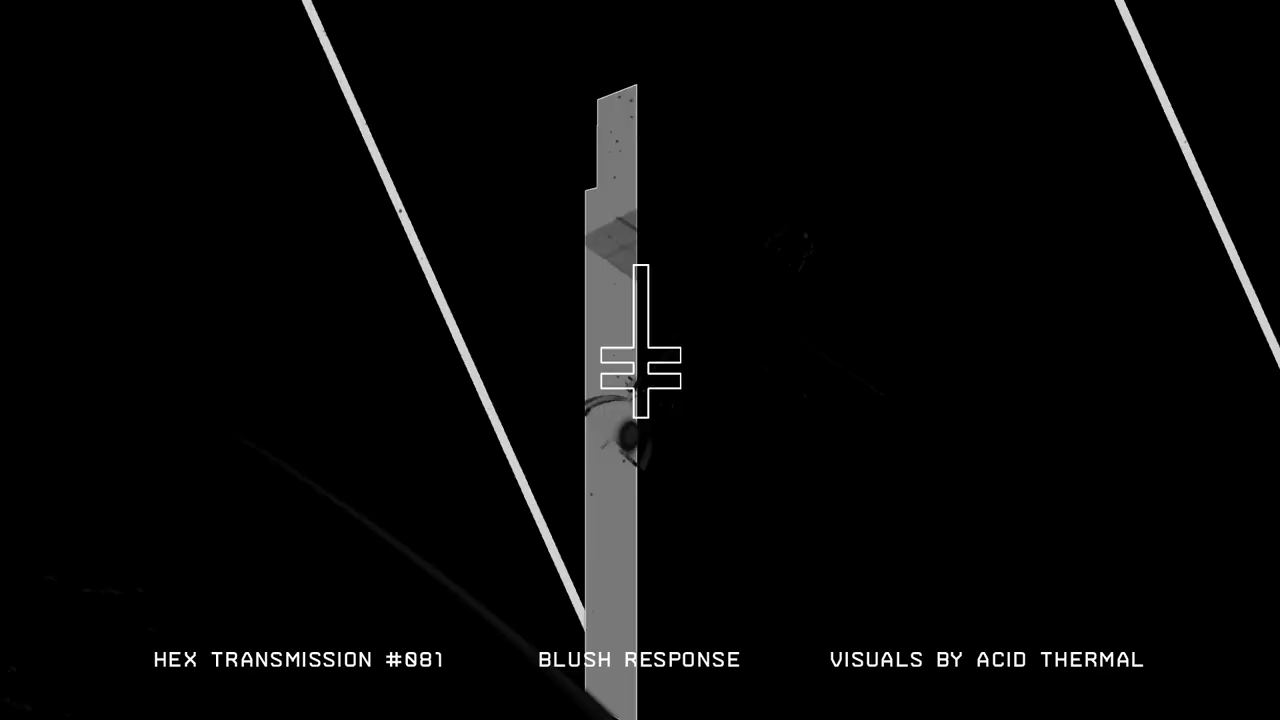 HEX TRANSMISSION #081
BLUSH RESPONSE
VISUALS BY ACID THERMAL